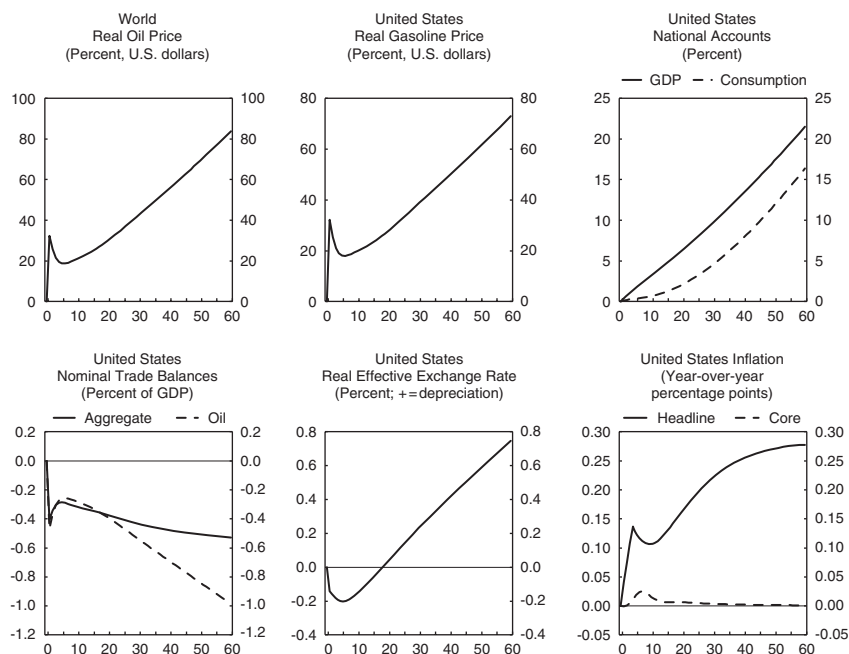 World
Real Oil Price
(Percent, U.S. dollars)
100 100
80 80
60 60
40 40
20 20
0 0
0 10 20 30 40 50 60
United States
Real Gasoline Price
(Percent, U.S. dollars)
80 80
60 60
40 40
20 20
0 0
0 10 20 30 40 50 60
United States
National Accounts
(Percent)
GDP Consumption
25 25
20 20
15 15
10 10
5 5
0 0
0 10 20 30 40 50 60
United States
Nominal Trade Balances
(Percent of GDP)
Aggregate Oil
0.2 0.2
0.0 0.0
-0.2 -0.2
-0.4 -0.4
-0.6 -0.6
-0.8 -0.8
-1.0 -1.0
-1.2 -1.2
0 10 20 30 40 50 60
United States
Real Effective Exchange Rate
(Percent; +=depreciation)
0.8 0.8
0.6 0.6
0.4 0.4
0.2 0.2
0.0 0.0
-0.2 -0.2
-0.4 -0.4
0 10 20 30 40 50 60
United States Inflation
(Year-over-year
percentage points)
Headline Core
0.30 0.30
0.25 0.25
0.20 0.20
0.15 0.15
0.10 0.10
0.05 0.05
0.00 0.00
-0.05 -0.05
0 10 20 30 40 50 60